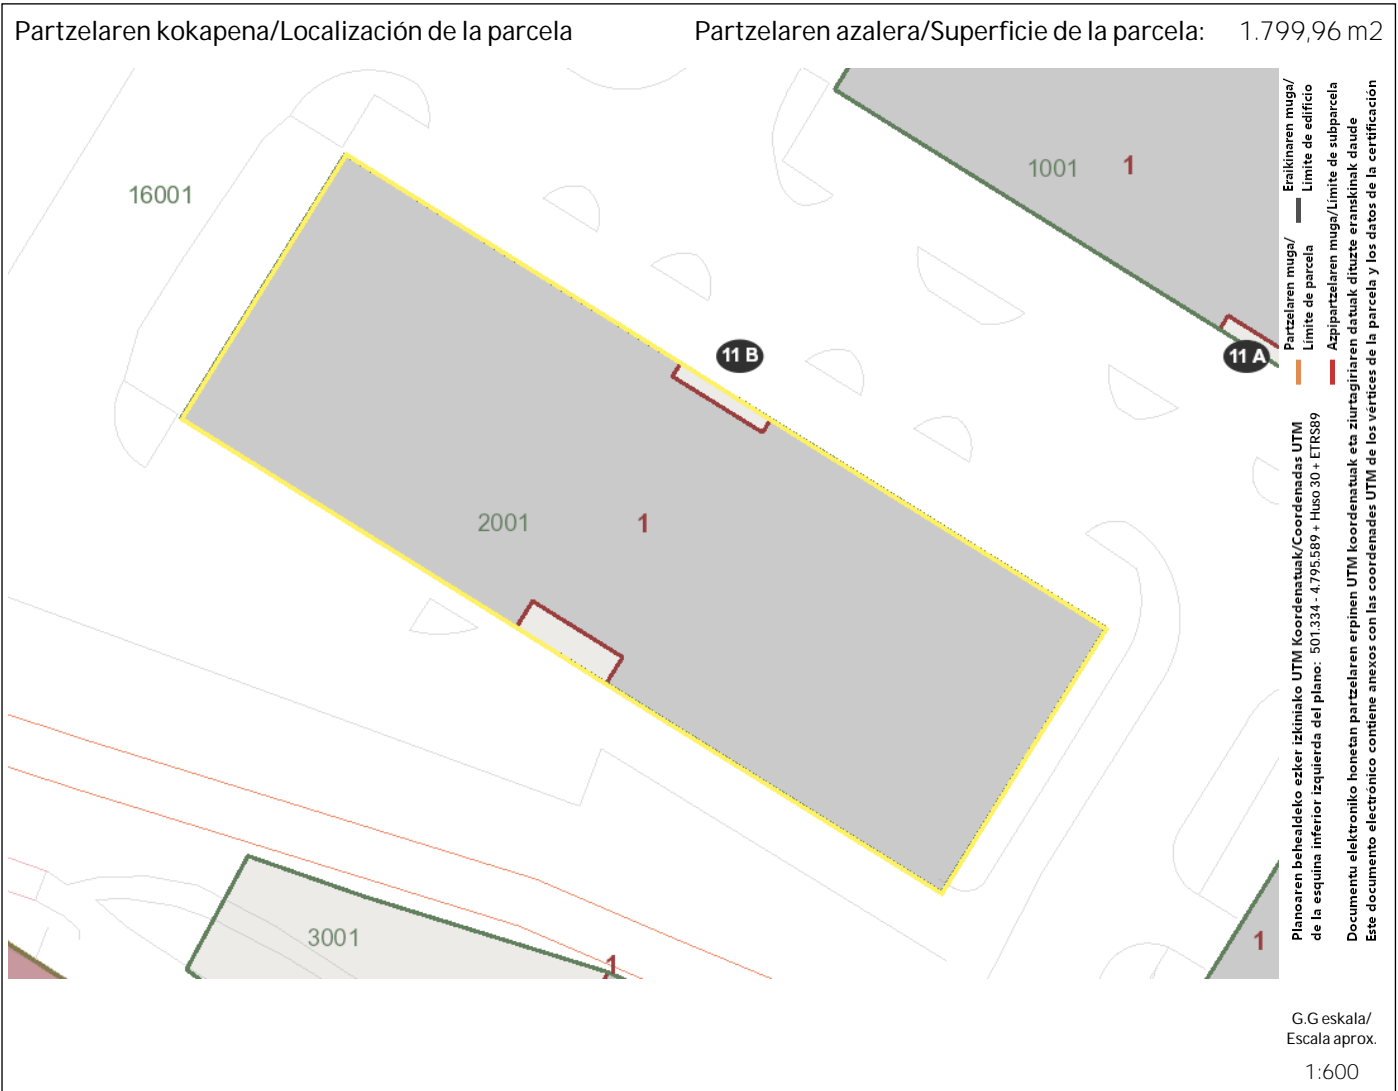 Partzelaren kokapena/Localización de la parcela
Partzelaren azalera/Superficie de la parcela: 1.799,96 m2
16001
1001 1
11 B
11 A
2001 1
3001
1
1
Partzelaren muga/
Límite de parcela
Eraikinaren muga/
Límite de edificio
Azpipartzelaren muga/Límite de subparcela
Planoaren behealdeko ezker izkiniako UTM Koordenatuak/Coordenadas UTM
de la esquina inferior izquierda del plano: 501.334 - 4.795.589 + Huso 30 + ETRS89
Documentu elektroniko honetan partzelaren erpinen UTM koordenatuak eta ziurtagiriaren datuak dituzte eranskinak daude
Este documento electrónico contiene anexos con las coordenades UTM de los vértices de la parcela y los datos de la certificación
G.G eskala/
Escala aprox.
1:600